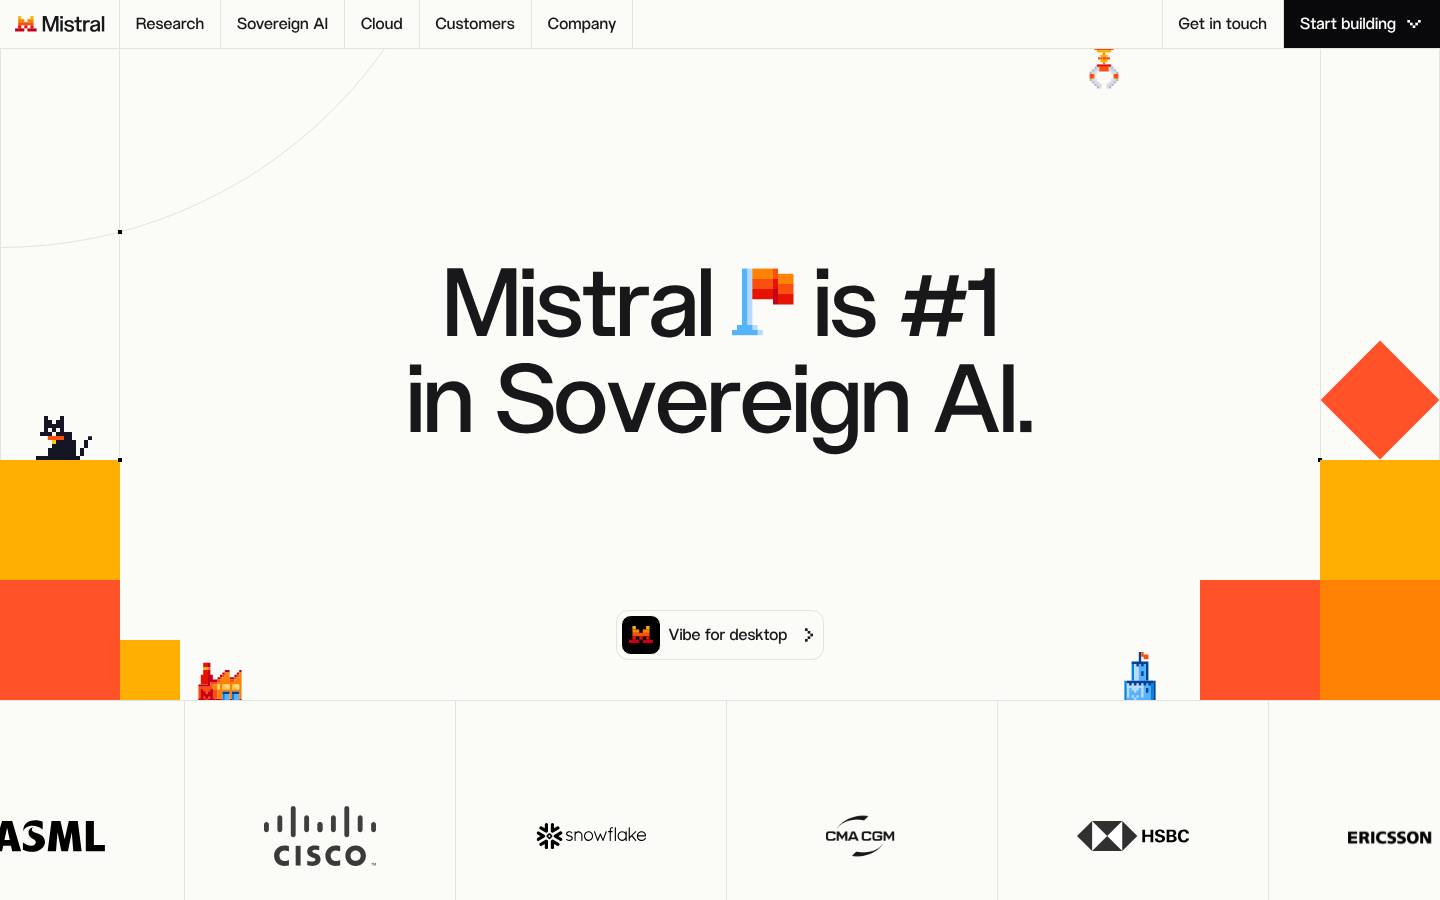 Mistral
Research
Sovereign AI
Cloud
Customers
Company
Get in touch
Start building
Mistral is #1
in Sovereign AI.
Vibe for desktop
ASML
CISCO
snowflake
CMA CGM
HSBC
ERICSSON